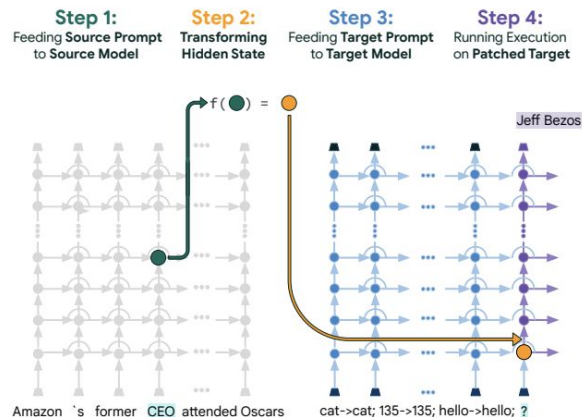 Step 1:
Feeding Source Prompt
to Source Model
Step 2:
Transforming
Hidden State
Step 3:
Feeding Target Prompt
to Target Model
Step 4:
Running Execution
on Patched Target
f( ) =
Jeff Bezos
Amazon `s former CEO attended Oscars
cat->cat; 135->135; hello->hello; ?